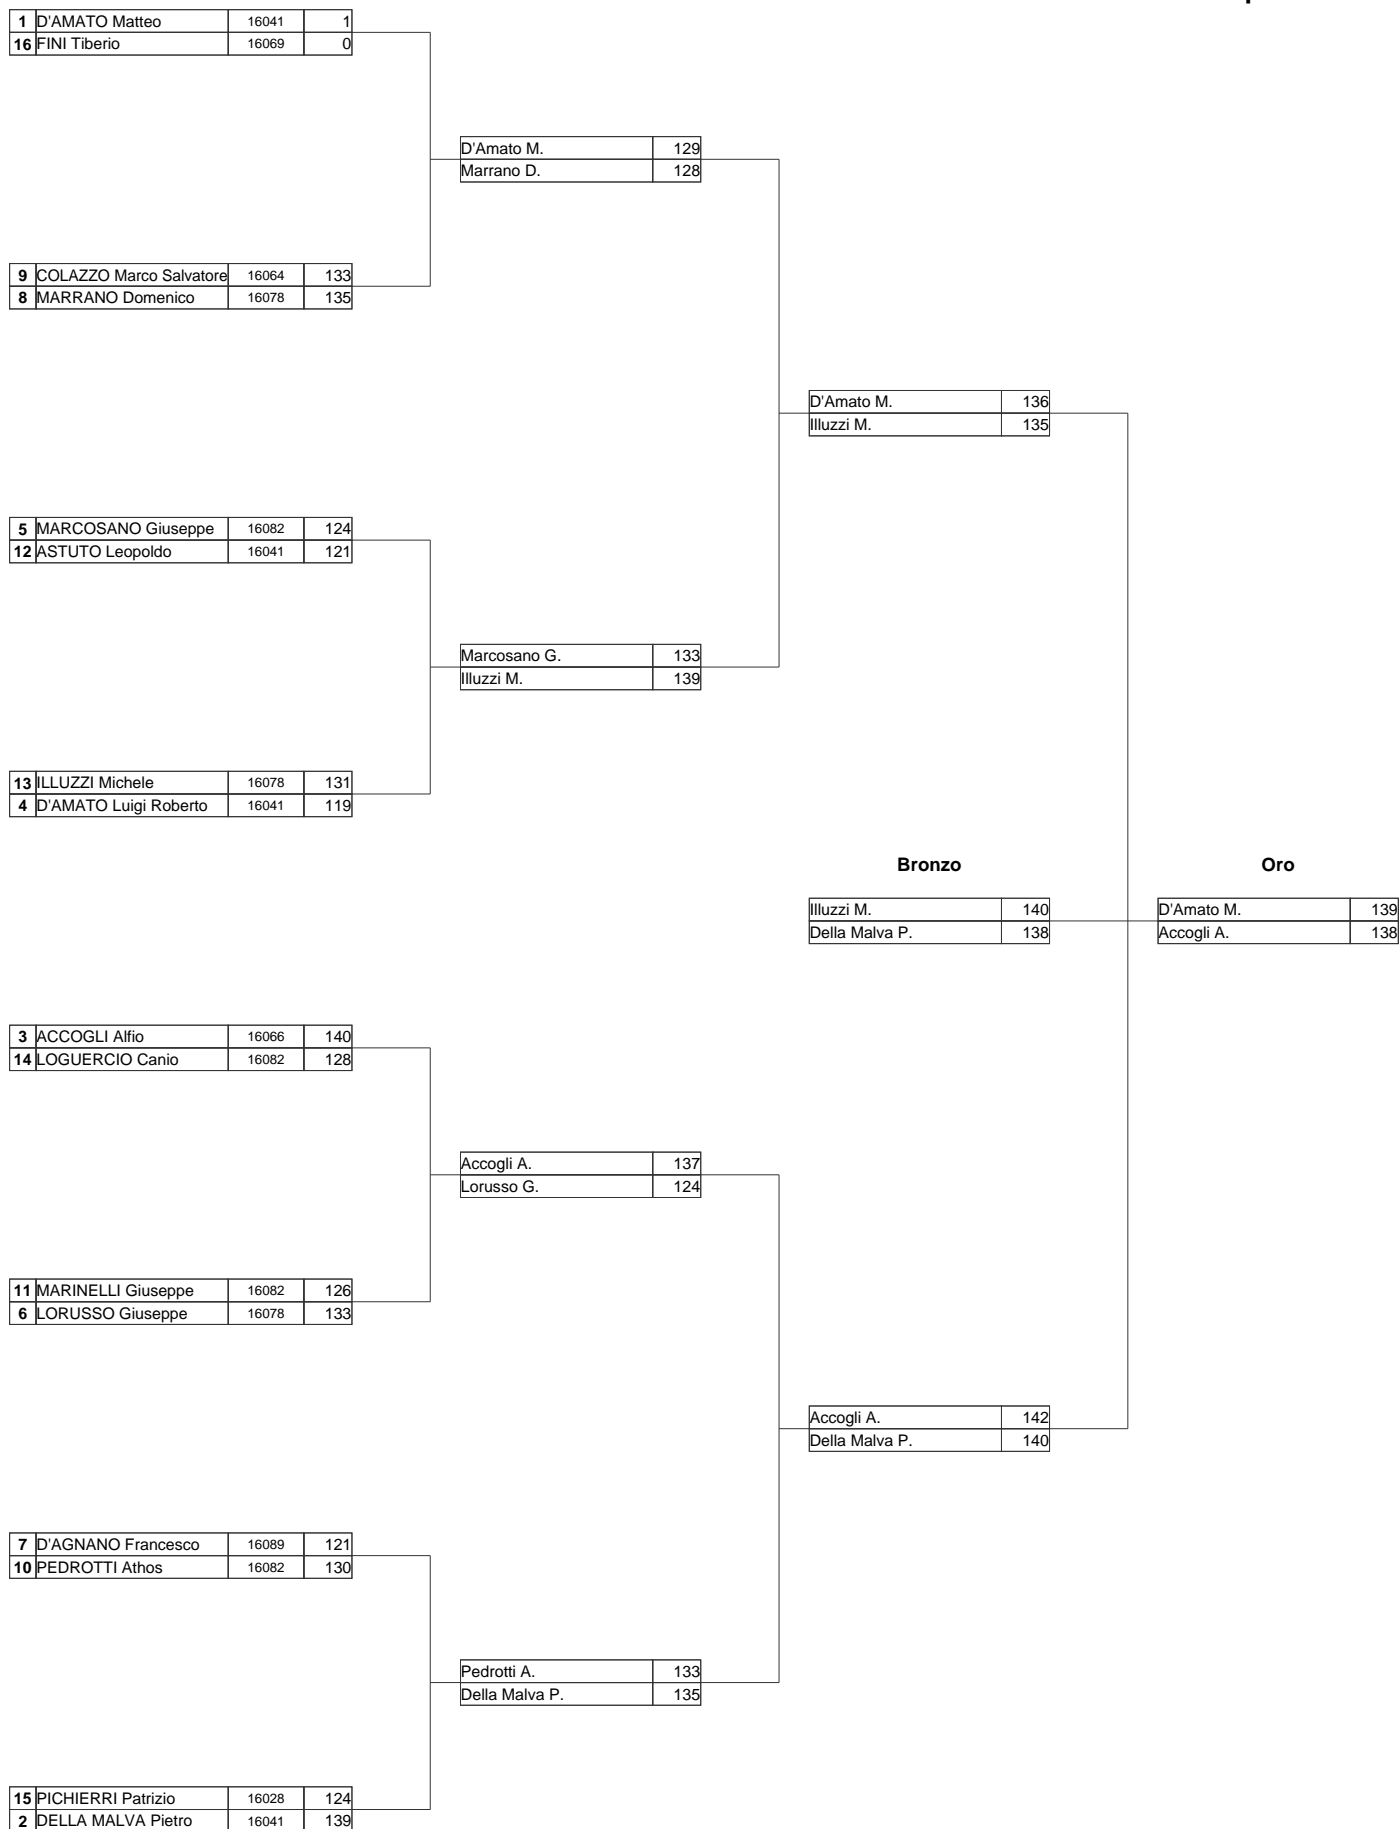 1 D'AMATO Matteo 16041 1
16 FINI Tiberio 16069 0
D'Amato M. 129
Marrano D. 128
9 COLAZZO Marco Salvatore 16064 133
8 MARRANO Domenico 16078 135
D'Amato M. 136
Illuzzi M. 135
5 MARCOSANO Giuseppe 16082 124
12 ASTUTO Leopoldo 16041 121
Marcosano G. 133
Illuzzi M. 139
13 ILLUZZI Michele 16078 131
4 D'AMATO Luigi Roberto 16041 119
Bronzo Oro
Illuzzi M. 140 D'Amato M. 139
Della Malva P. 138 Accogli A. 138
3 ACCOGLI Alfio 16066 140
14 LOGUERCIO Canio 16082 128
Accogli A. 137
Lorusso G. 124
11 MARINELLI Giuseppe 16082 126
6 LORUSSO Giuseppe 16078 133
Accogli A. 142
Della Malva P. 140
7 D'AGNANO Francesco 16089 121
10 PEDROTTI Athos 16082 130
Pedrotti A. 133
Della Malva P. 135
15 PICHIERRI Patrizio 16028 124
2 DELLA MALVA Pietro 16041 139